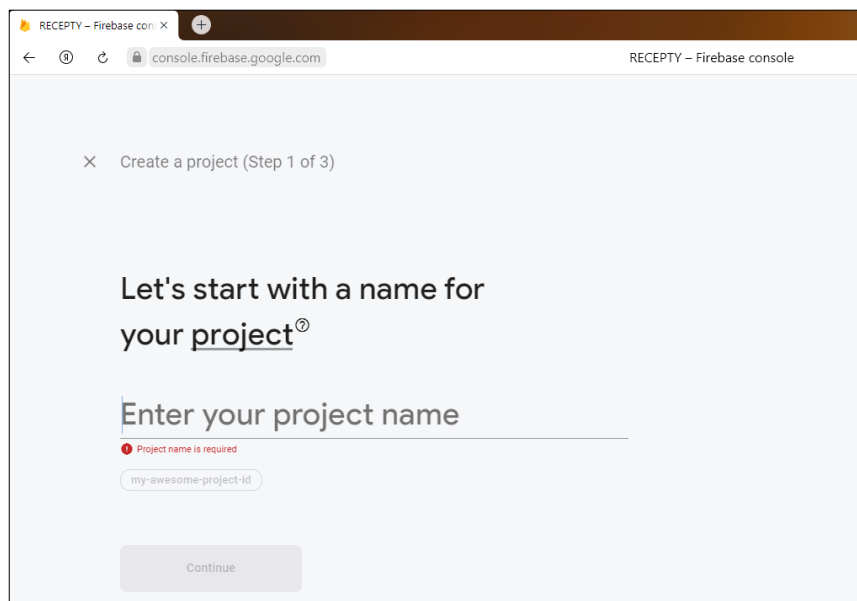 RECEPTY – Firebase con
console.firebase.google.com
RECEPTY – Firebase console
Create a project (Step 1 of 3)
Let's start with a name for
your project
Enter your project name
Project name is required
my-awesome-project-id
Continue